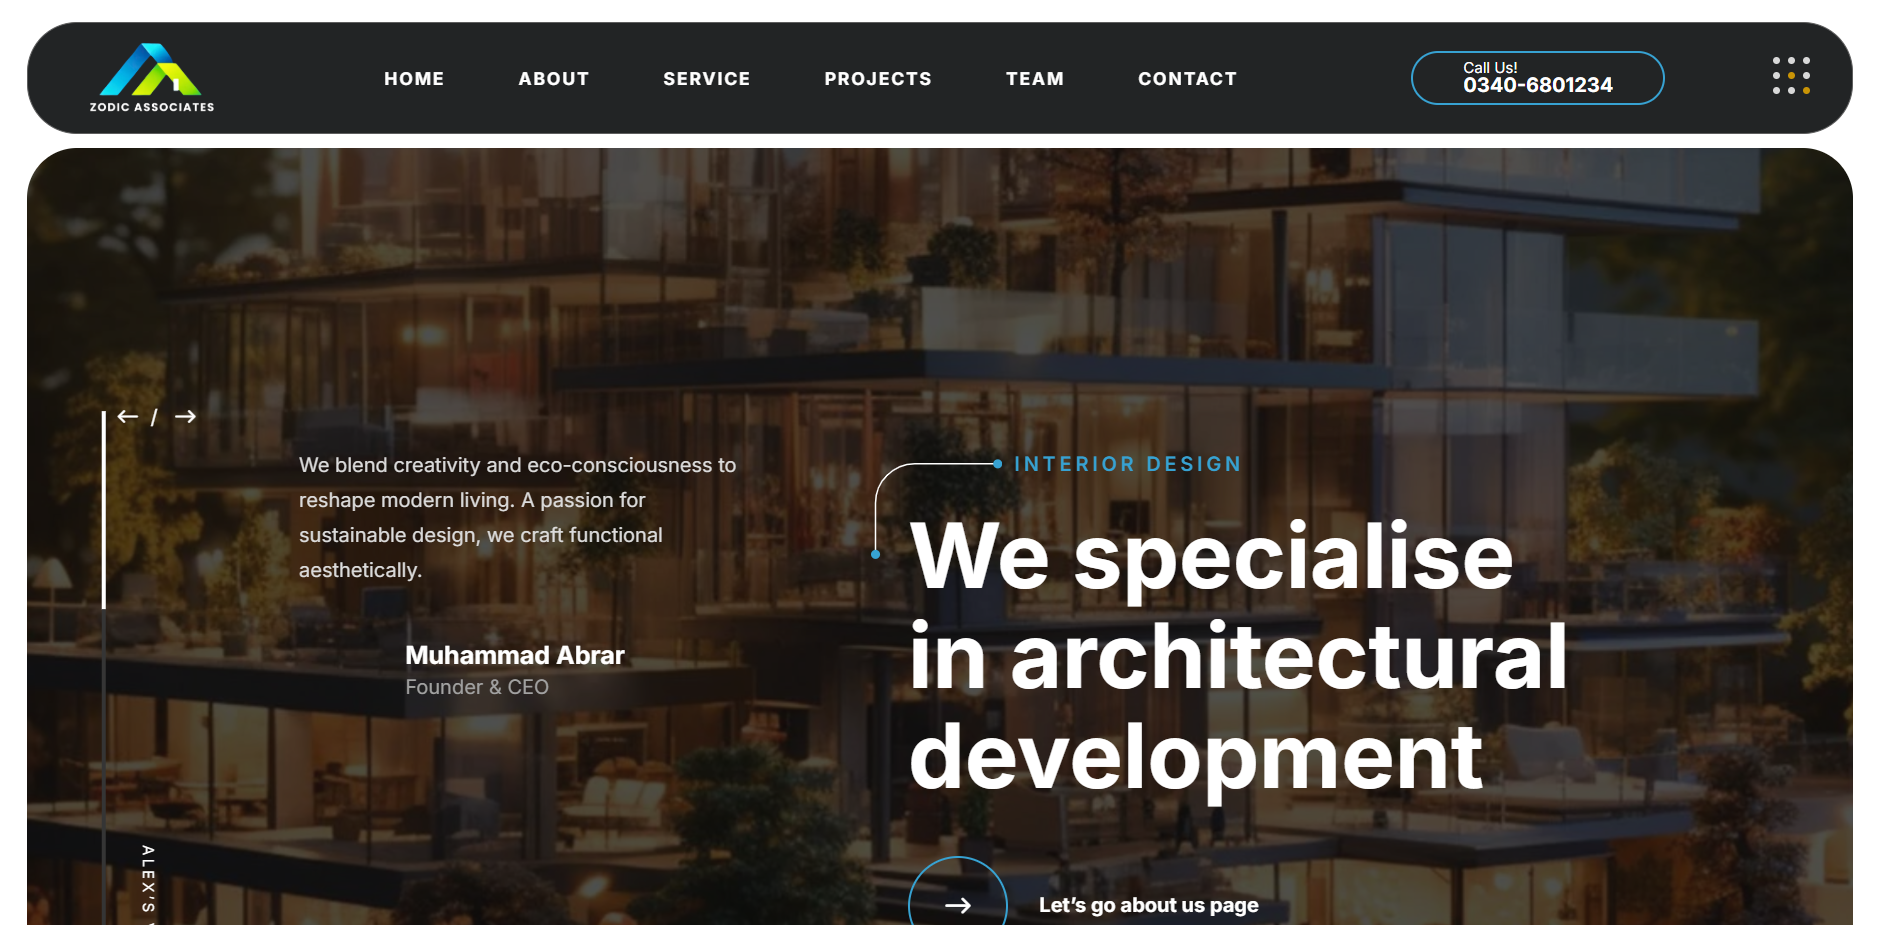 ZODIC ASSOCIATES
HOME
ABOUT
SERVICE
PROJECTS
TEAM
CONTACT
Call Us!
0340-6801234
/
We blend creativity and eco-consciousness to
reshape modern living. A passion for
sustainable design, we craft functional
aesthetically.
Muhammad Abrar
Founder & CEO
ALEX'S
INTERIOR DESIGN
We specialise
in architectural
development
Let’s go about us page